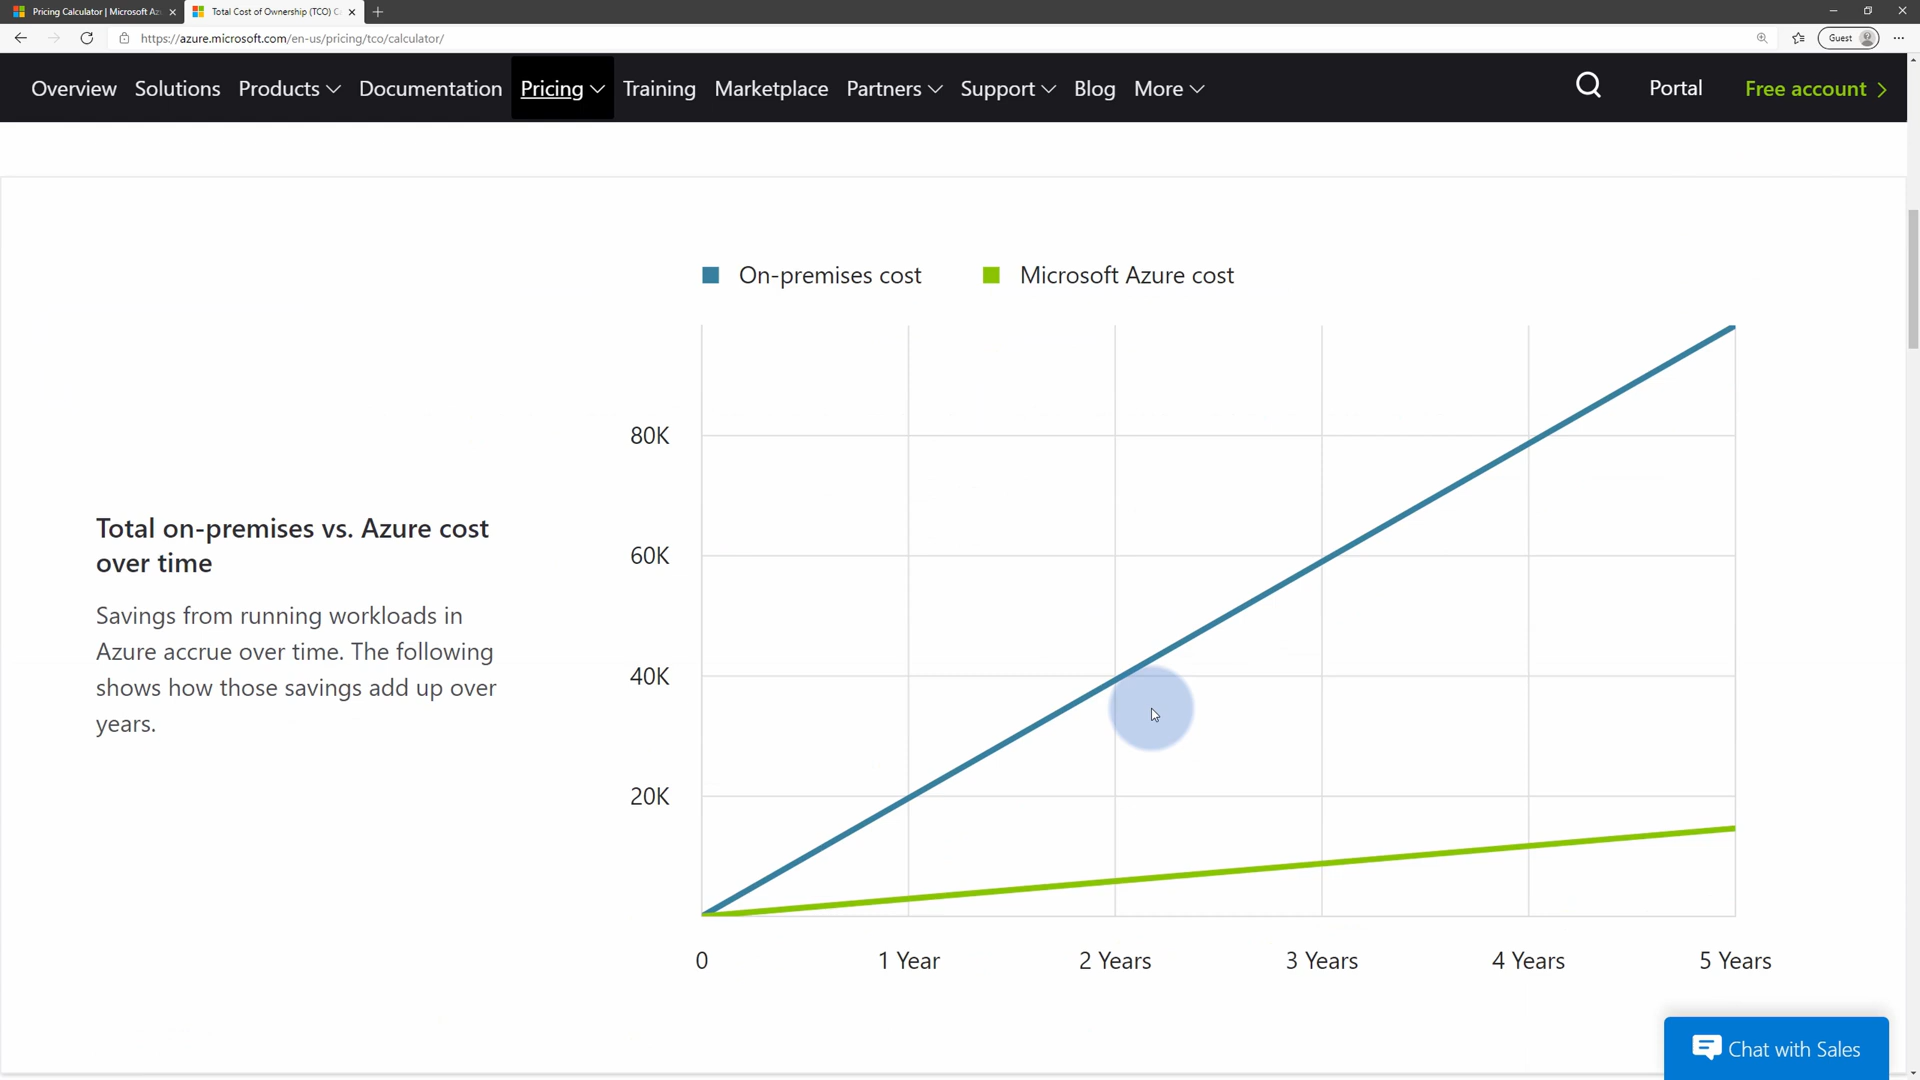 Pricing Calculator | Microsoft Az
Total Cost of Ownership (TCO) C
https://azure.microsoft.com/en-us/pricing/tco/calculator/
Guest
Overview Solutions Products Documentation Pricing Training Marketplace Partners Support Blog More Portal Free account
On-premises cost
Microsoft Azure cost
Total on-premises vs. Azure cost
over time
Savings from running workloads in
Azure accrue over time. The following
shows how those savings add up over
years.
80K
60K
40K
20K
0 1 Year 2 Years 3 Years 4 Years 5 Years
Chat with Sales